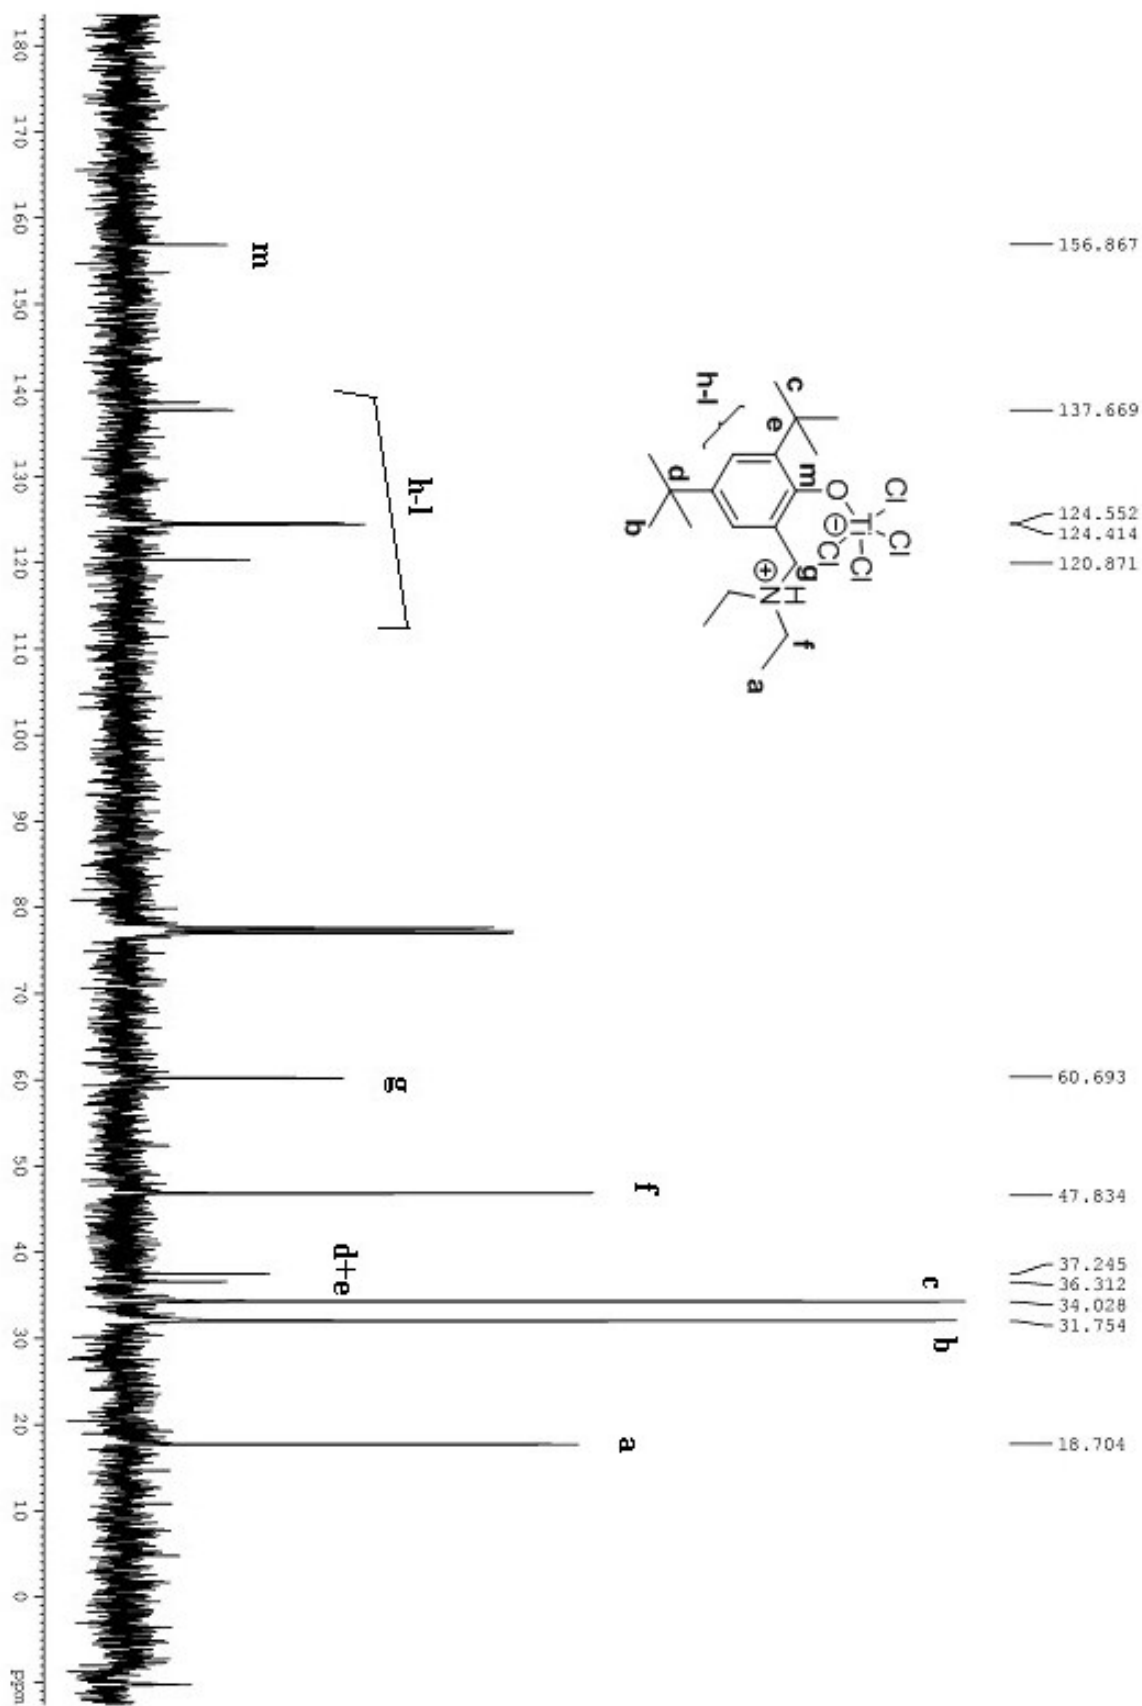 156.867
137.669
124.552
124.414
120.871
60.693
47.834
37.245
36.312
34.028
31.754
18.704
Cl
Cl
O
Ti
Cl
Cl
⊖
m
g
H
N
⊕
f
a
c
e
h-l
d
b
m
h-l
g
f
d+e
c
b
a
180 170 160 150 140 130 120 110 100 90 80 70 60 50 40 30 20 10 0 ppm